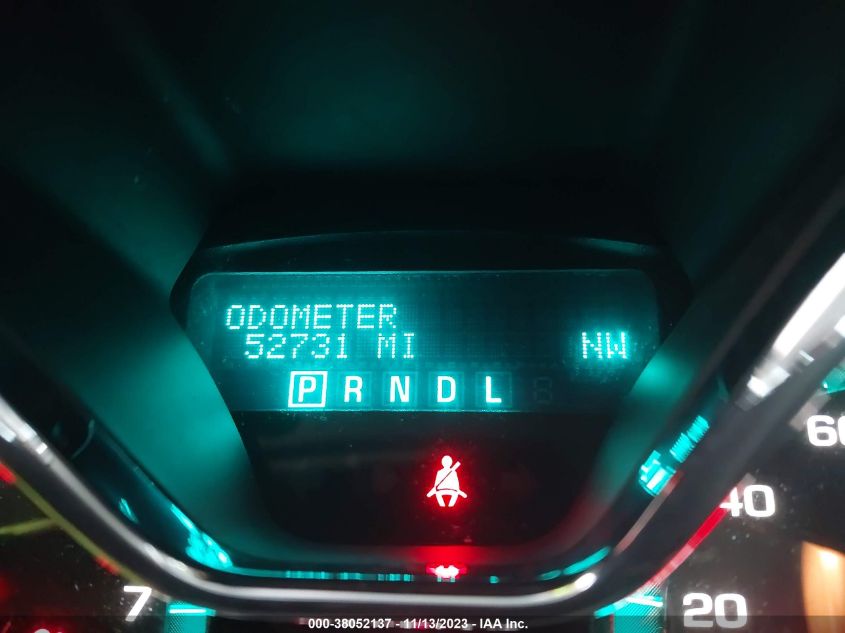 ODOMETER
52731 MI NW
P R N D L
60
40
7 20
000-38052137 - 11/13/2023 - IAA Inc.